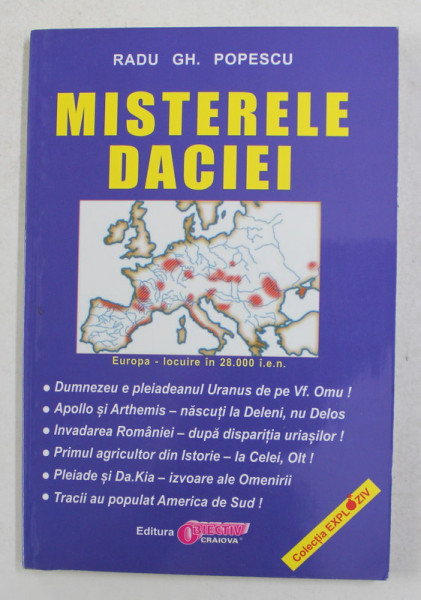 RADU GH. POPESCU
MISTERELE
DACIEI
Europa - locuire în 28.000 î.e.n.
• Dumnezeu e pleiadeanul Uranus de pe Vf. Omu !
• Apollo și Arthemis – născuți la Deleni, nu Delos
• Invadarea României – după dispariția uriașilor !
• Primul agricultor din Istorie – la Celei, Olt !
• Pleiade și Da.Kia – izvoare ale Omenirii
• Tracii au populat America de Sud !
Editura OBIECTIV
CRAIOVA
Colecția EXPLOZIV